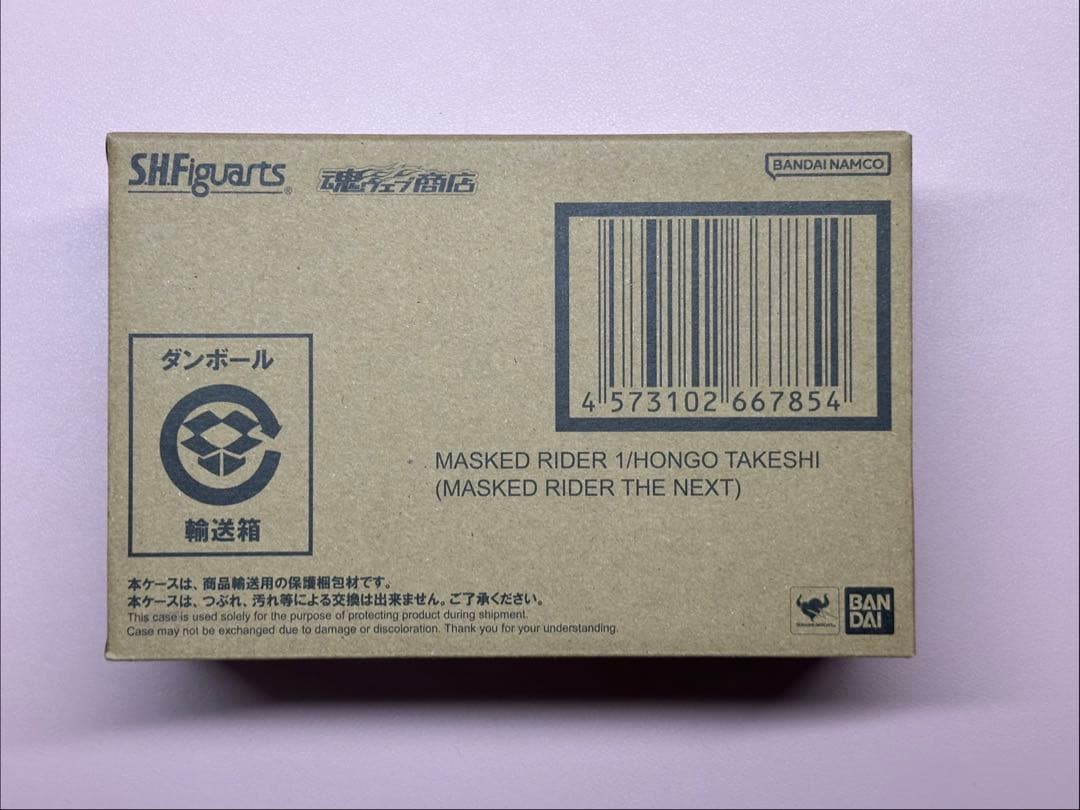 S.H.Figuarts®
魂ウェブ商店
BANDAI NAMCO
4 573102 667854
ダンボール
輸送箱
MASKED RIDER 1/HONGO TAKESHI
(MASKED RIDER THE NEXT)
本ケースは、商品輸送用の保護梱包材です。
本ケースは、つぶれ、汚れ等による交換は出来ません。ご了承ください。
This case is used solely for the purpose of protecting product during shipment.
Case may not be exchanged due to damage or discoloration. Thank you for your understanding.
BAN
DAI